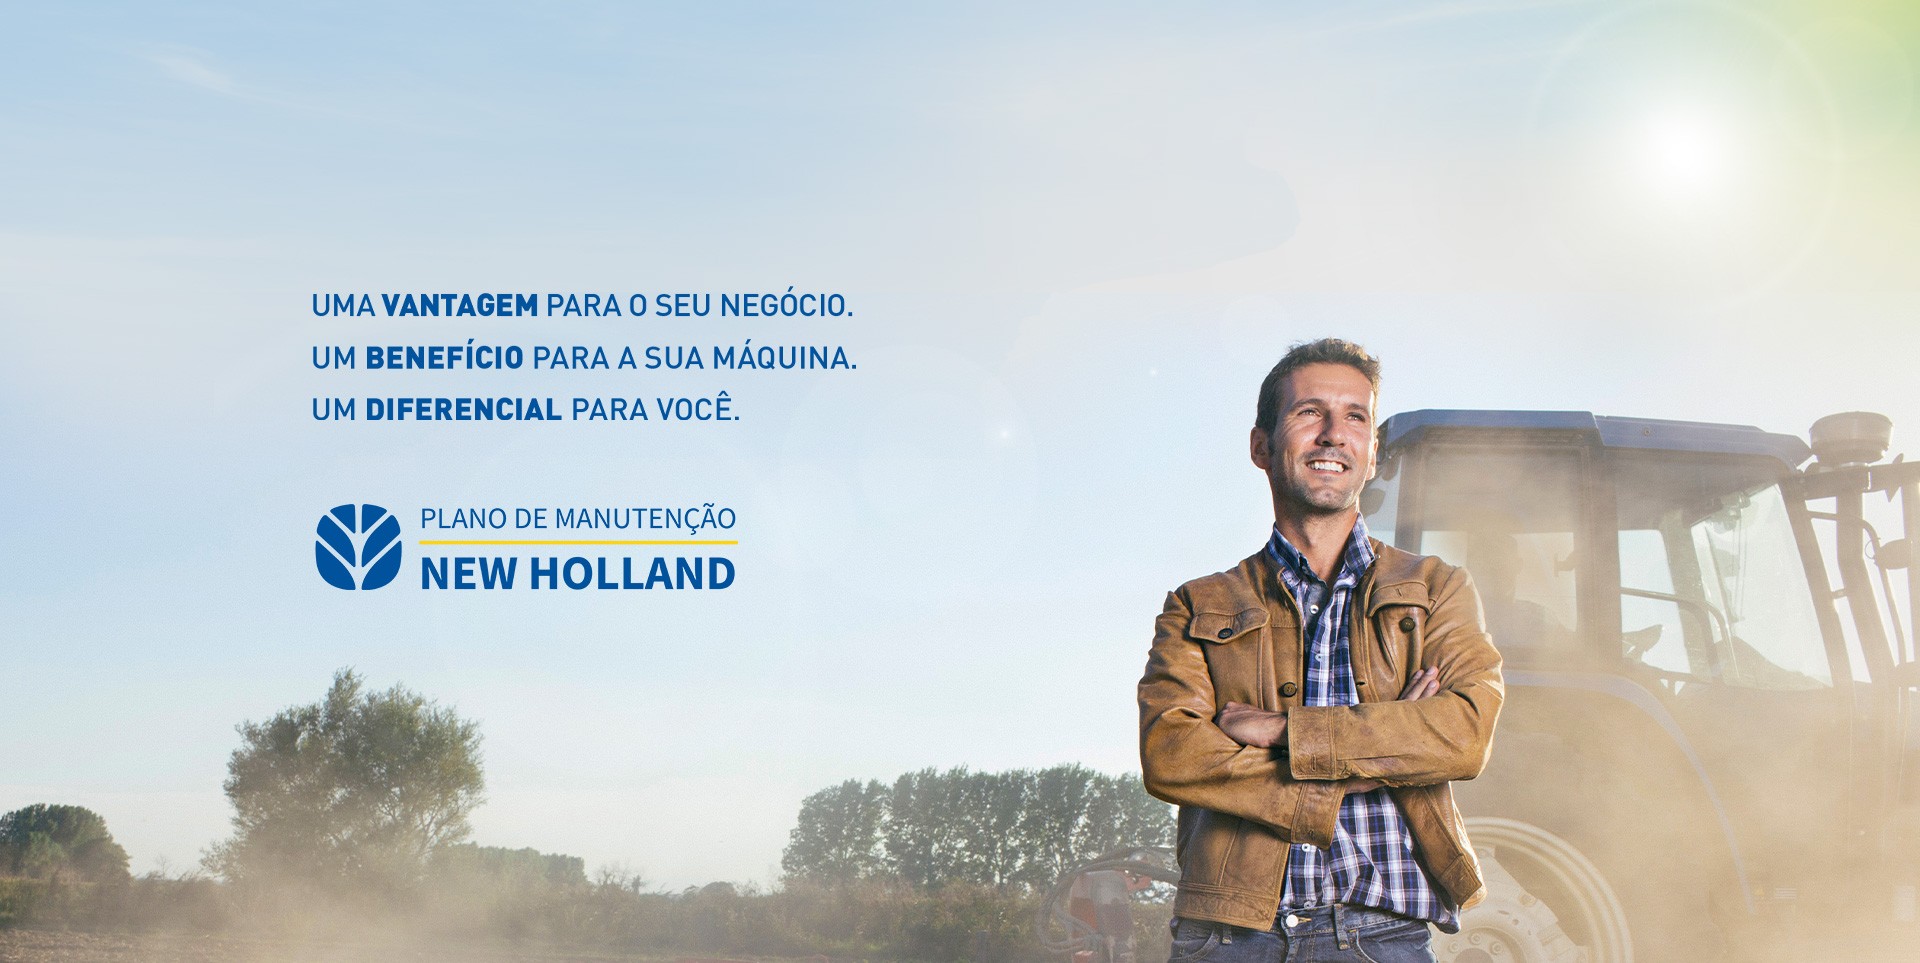 UMA VANTAGEM PARA O SEU NEGÓCIO.
UM BENEFÍCIO PARA A SUA MÁQUINA.
UM DIFERENCIAL PARA VOCÊ.
PLANO DE MANUTENÇÃO
NEW HOLLAND